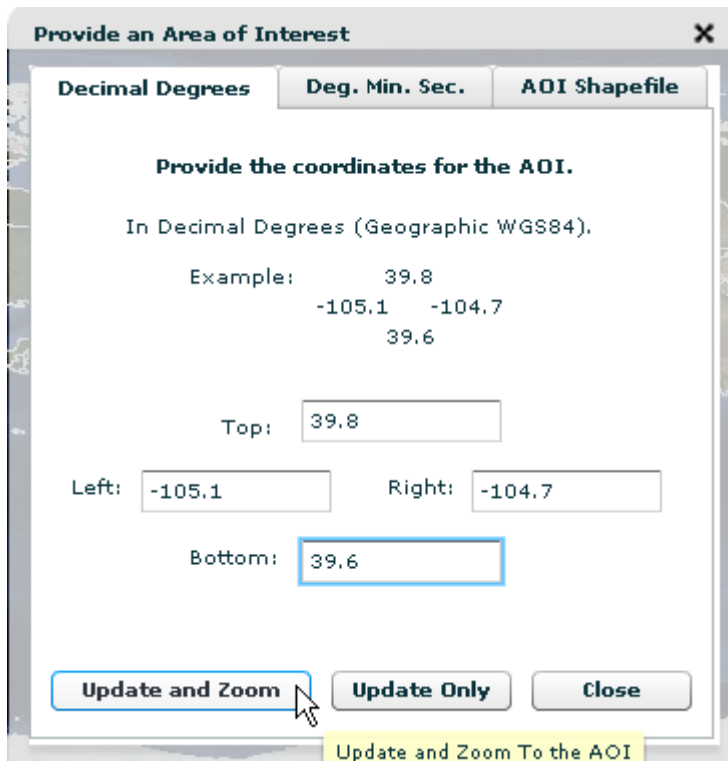 Provide an Area of Interest
Decimal Degrees Deg. Min. Sec. AOI Shapefile
Provide the coordinates for the AOI.
In Decimal Degrees (Geographic WGS84).
Example: 39.8
-105.1 -104.7
39.6
Top: 39.8
Left: -105.1 Right: -104.7
Bottom: 39.6
Update and Zoom Update Only Close
Update and Zoom To the AOI